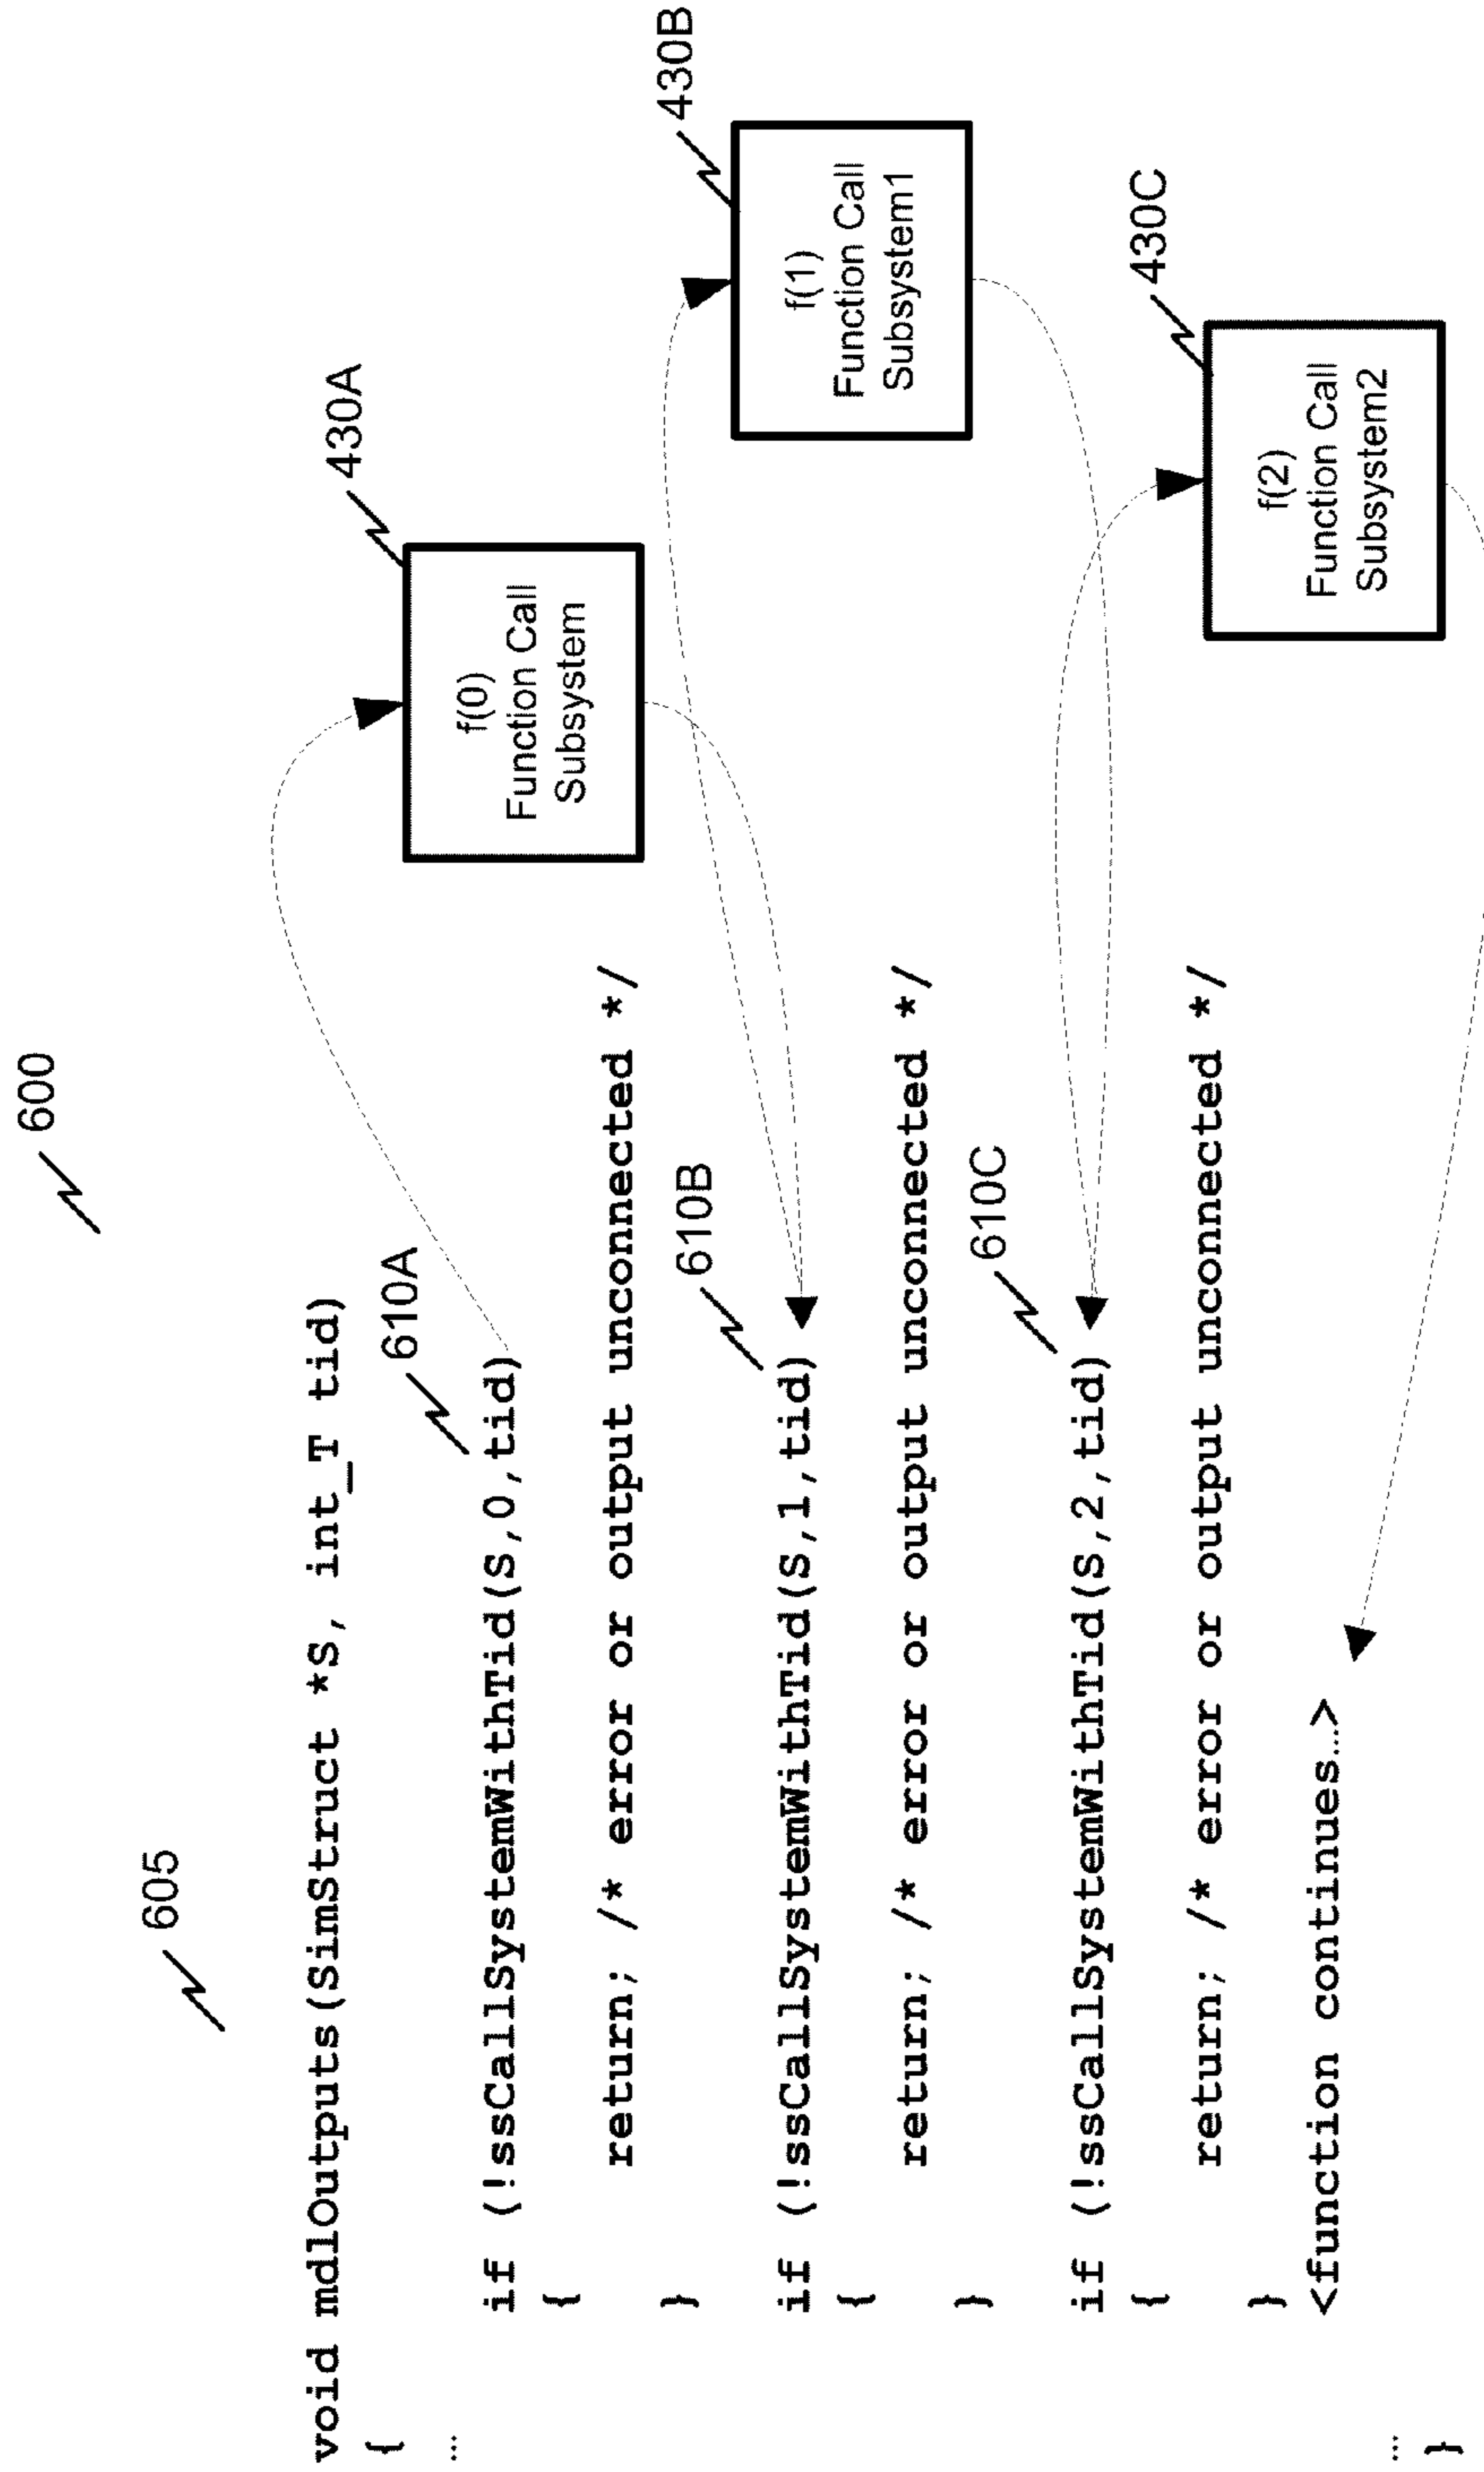 600
605
void mdlOutputs(SimStruct *S, int_T tid)
{
...
610A
if (!ssCallSystemWithTid(S,0,tid)
{
return; /* error or output unconnected */
}
610B
if (!ssCallSystemWithTid(S,1,tid)
{
return; /* error or output unconnected */
}
610C
if (!ssCallSystemWithTid(S,2,tid)
{
return; /* error or output unconnected */
}
<function continues…>
...
}
430A
f(0)
Function Call
Subsystem
430B
f(1)
Function Call
Subsystem1
430C
f(2)
Function Call
Subsystem2